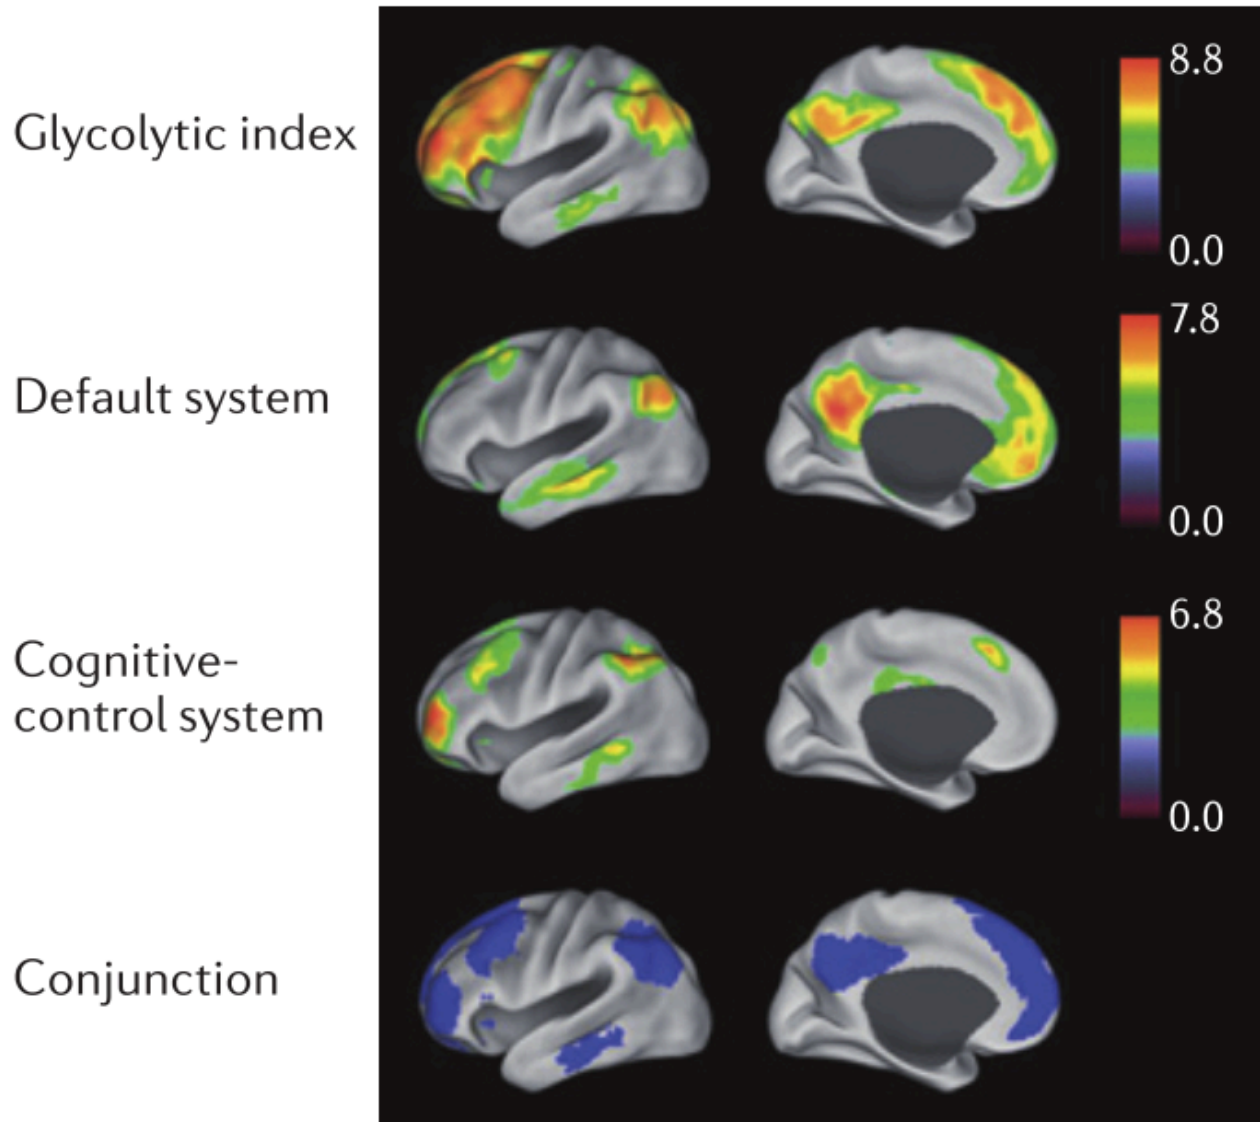 Glycolytic index
8.8
0.0
Default system
7.8
0.0
Cognitive-
control system
6.8
0.0
Conjunction